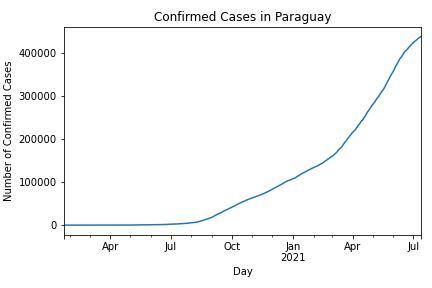 Confirmed Cases in Paraguay
Number of Confirmed Cases
400000
300000
200000
100000
0
Apr Jul Oct Jan Apr Jul
2021
Day